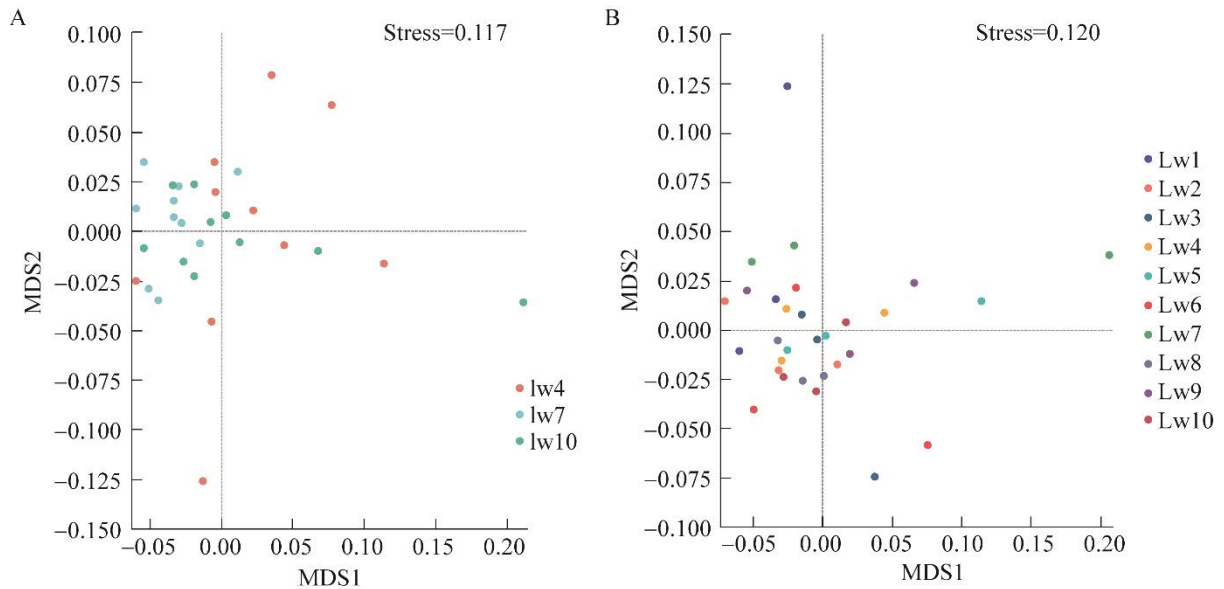 A
Stress=0.117
0.100
0.075
0.050
0.025
0.000
−0.025
−0.050
−0.075
−0.100
−0.125
−0.150
MDS2
−0.05 0.00 0.05 0.10 0.15 0.20
MDS1
lw4
lw7
lw10
B
Stress=0.120
0.150
0.125
0.100
0.075
0.050
0.025
0.000
−0.025
−0.050
−0.075
−0.100
MDS2
−0.05 0.00 0.05 0.10 0.15 0.20
MDS1
Lw1
Lw2
Lw3
Lw4
Lw5
Lw6
Lw7
Lw8
Lw9
Lw10